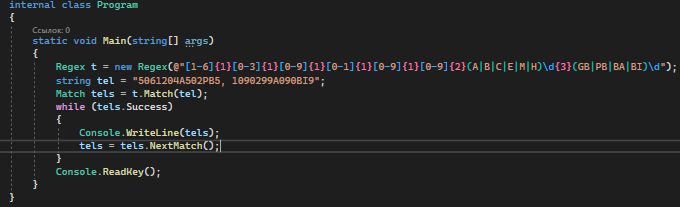 internal class Program
{
Ссылок: 0
static void Main(string[] args)
{
Regex t = new Regex(@"[1-6]{1}[0-3]{1}[0-9]{1}[0-1]{1}[0-9]{1}[0-9]{2}(A|B|C|E|M|H)\d{3}(GB|PB|BA|BI)\d");
string tel = "5061204A502PB5, 1090299A090BI9";
Match tels = t.Match(tel);
while (tels.Success)
{
Console.WriteLine(tels);
tels = tels.NextMatch();
}
Console.ReadKey();
}
}